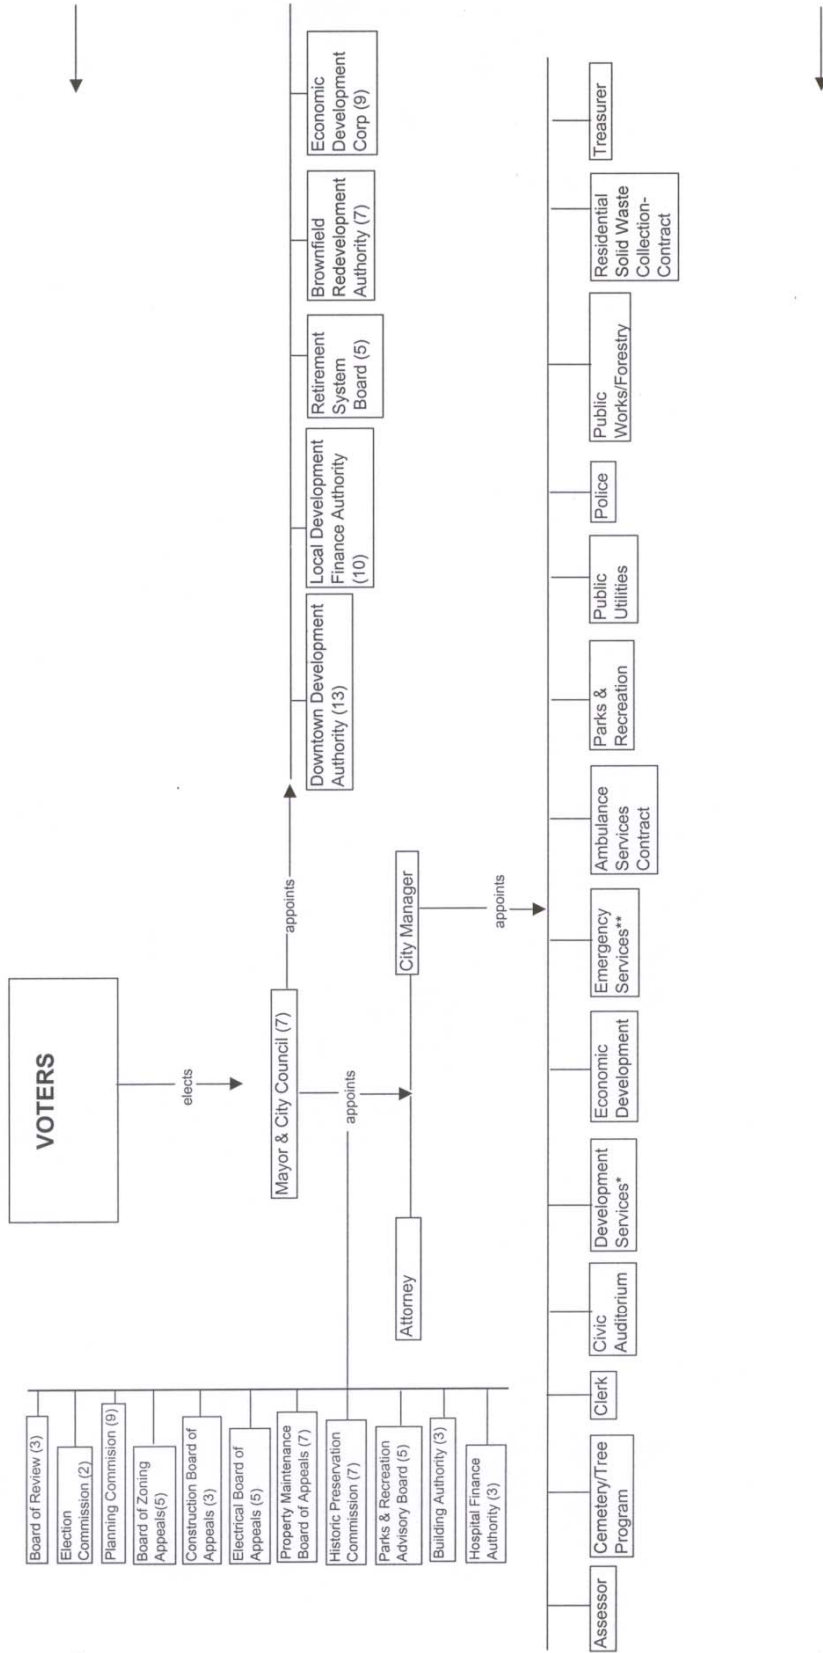 VOTERS
elects
Mayor & City Council (7)
appoints
appoints
Attorney
City Manager
appoints
Board of Review (3)
Election
Commission (2)
Planning Commision (9)
Board of Zoning
Appeals(5)
Construction Board of
Appeals (3)
Electrical Board of
Appeals (5)
Property Maintenance
Board of Appeals (7)
Historic Preservation
Commission (7)
Parks & Recreation
Advisory Board (5)
Building Authority (3)
Hospital Finance
Authority (3)
Downtown Development
Authority (13)
Local Development
Finance Authority
(10)
Retirement
System
Board (5)
Brownfield
Redevelopment
Authority (7)
Economic
Development
Corp (9)
Assessor
Cemetery/Tree
Program
Clerk
Civic
Auditorium
Development
Services*
Economic
Development
Emergency
Services**
Ambulance
Services
Contract
Parks &
Recreation
Public
Utilities
Police
Public
Works/Forestry
Residential
Solid Waste
Collection-
Contract
Treasurer